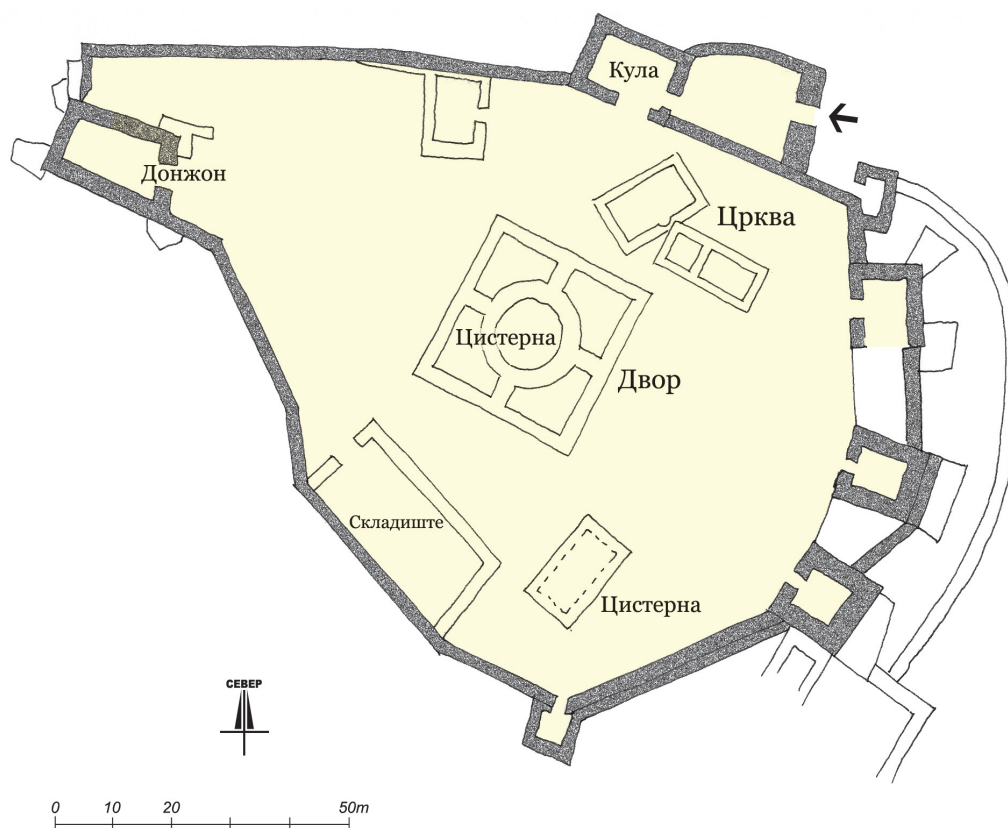 Кула
Донжон
Црква
Цистерна
Двор
Складиште
Цистерна
СЕВЕР
0 10 20 50m